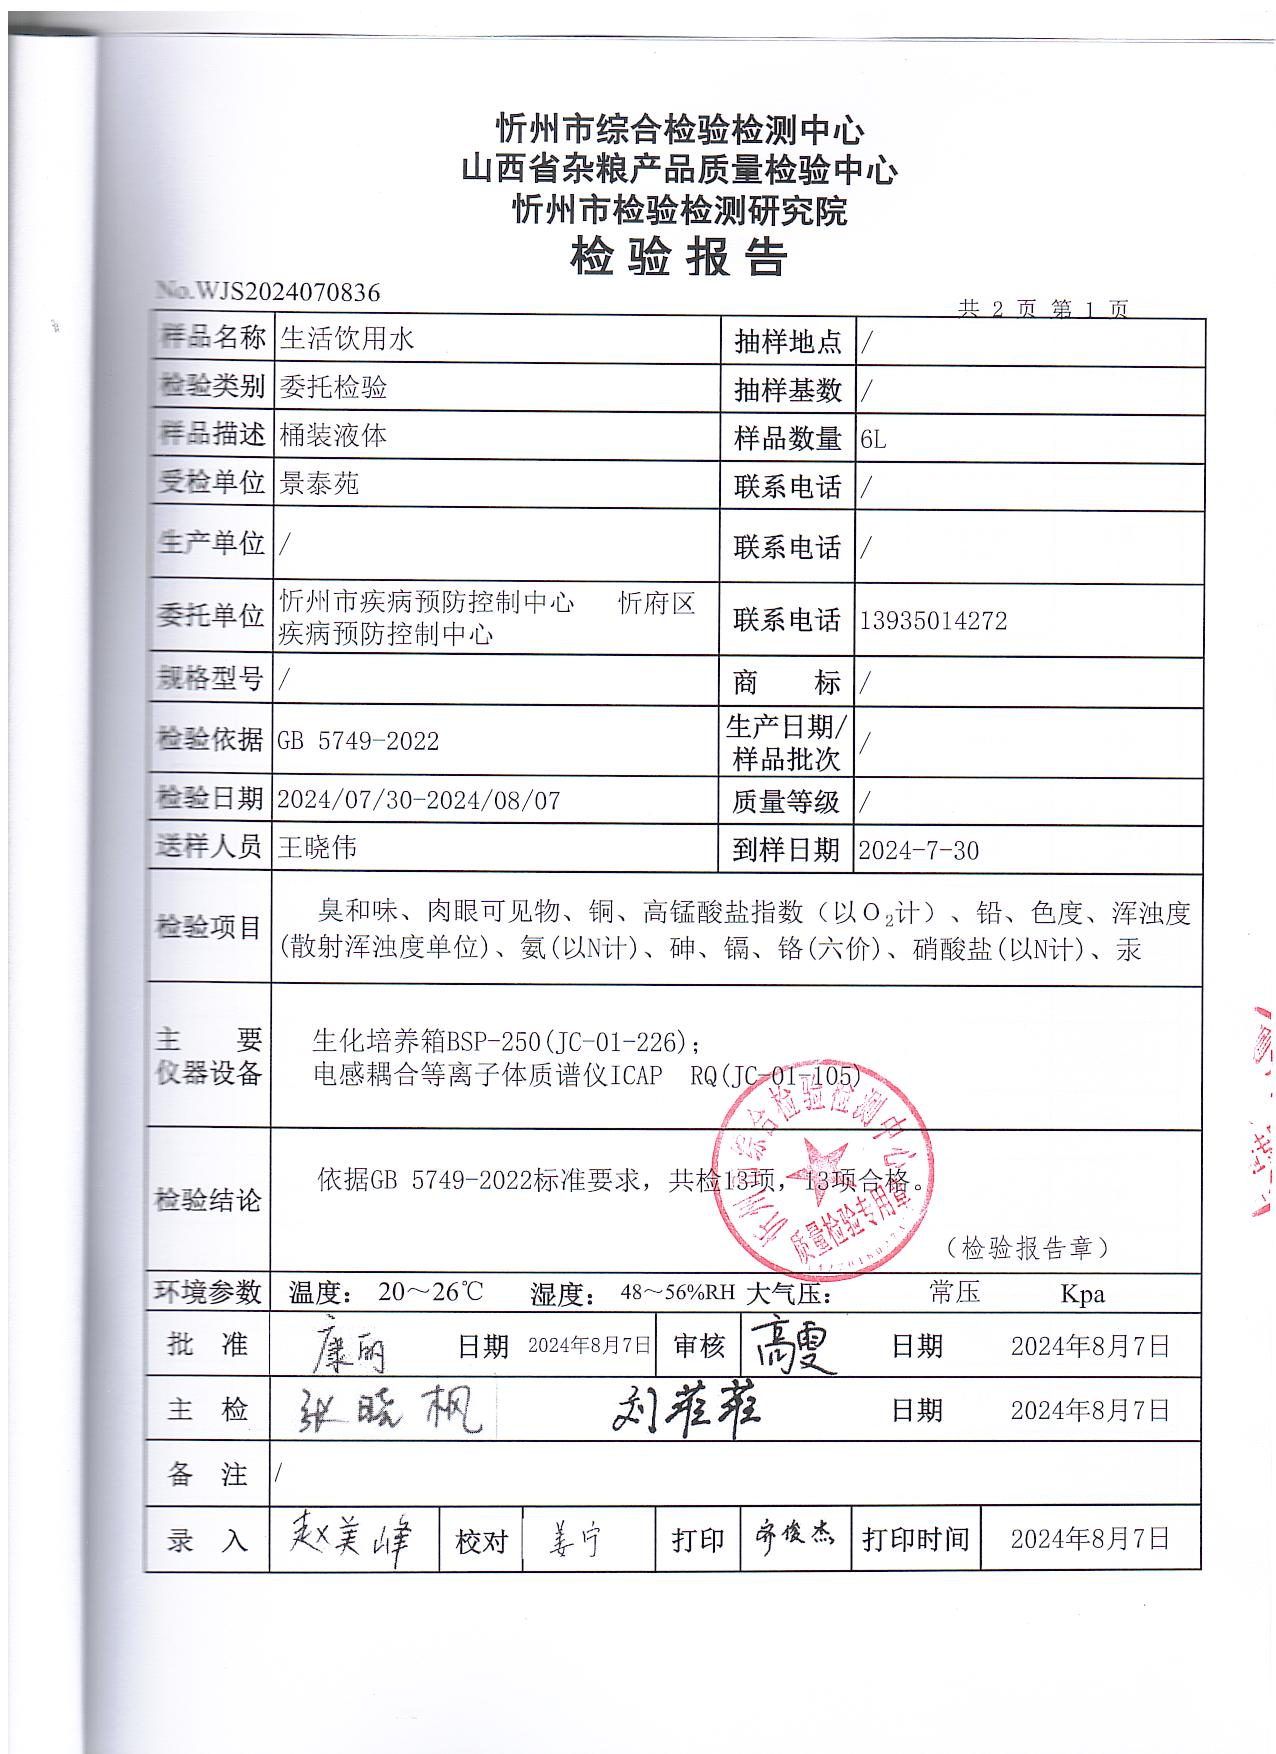 忻州市综合检验检测中心
山西省杂粮产品质量检验中心
忻州市检验检测研究院
检验报告
No.WJS2024070836
共 2 页 第 1 页
样品名称 生活饮用水 抽样地点 /
检验类别 委托检验 抽样基数 /
样品描述 桶装液体 样品数量 6L
受检单位 景泰苑 联系电话 /
生产单位 / 联系电话 /
委托单位 忻州市疾病预防控制中心 忻府区
疾病预防控制中心 联系电话 13935014272
规格型号 / 商 标 /
检验依据 GB 5749-2022 生产日期/
样品批次 /
检验日期 2024/07/30-2024/08/07 质量等级 /
送样人员 王晓伟 到样日期 2024-7-30
检验项目 臭和味、肉眼可见物、铜、高锰酸盐指数（以O₂计）、铅、色度、浑浊度
(散射浑浊度单位)、氨(以N计)、砷、镉、铬(六价)、硝酸盐(以N计)、汞
主 要
仪器设备
生化培养箱BSP-250(JC-01-226);
电感耦合等离子体质谱仪ICAP RQ(JC-01-105)
检验结论 依据GB 5749-2022标准要求，共检13项，13项合格。
（检验报告章）
忻州市综合检验检测中心
质量检验专用章
环境参数 温度： 20～26℃ 湿度： 48～56%RH 大气压： 常压 Kpa
批 准 康丽 日期 2024年8月7日 审核 高雯 日期 2024年8月7日
主 检 张晓枫 刘菲菲 日期 2024年8月7日
备 注 /
录 入 赵美峰 校对 姜宁 打印 齐俊杰 打印时间 2024年8月7日